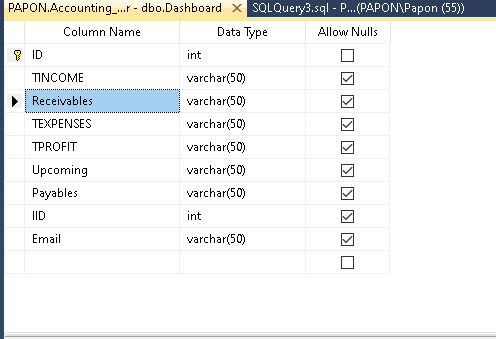 PAPON.Accounting_...r - dbo.Dashboard
SQLQuery3.sql - P...(PAPON\Papon (55))
Column Name Data Type Allow Nulls
ID int
TINCOME varchar(50)
Receivables varchar(50)
TEXPENSES varchar(50)
TPROFIT varchar(50)
Upcoming varchar(50)
Payables varchar(50)
IID int
Email varchar(50)